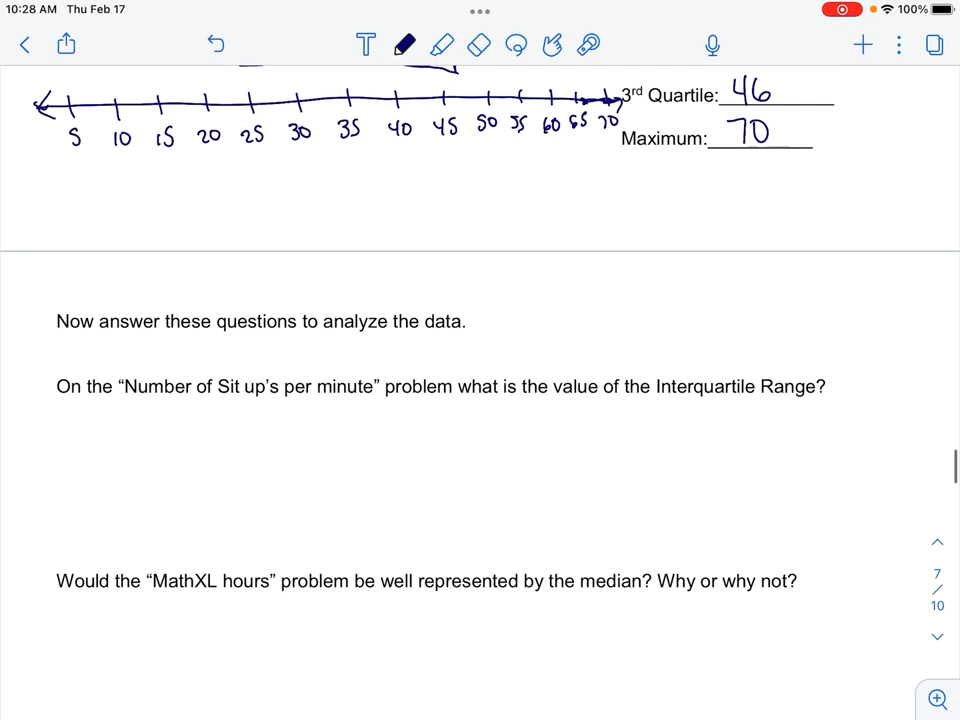 10:28 AM Thu Feb 17
100%
3rd Quartile: 46
5 10 15 20 25 30 35 40 45 50 55 60 65 70
Maximum: 70
Now answer these questions to analyze the data.
On the “Number of Sit up’s per minute” problem what is the value of the Interquartile Range?
Would the “MathXL hours” problem be well represented by the median? Why or why not?
7
/
10